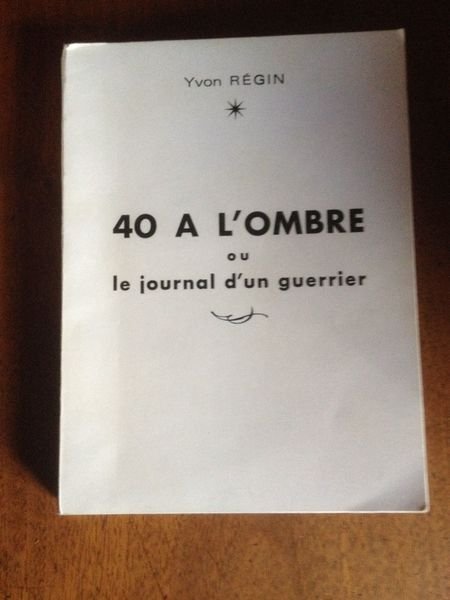 Yvon RÉGIN
40 A L'OMBRE
ou
le journal d'un guerrier